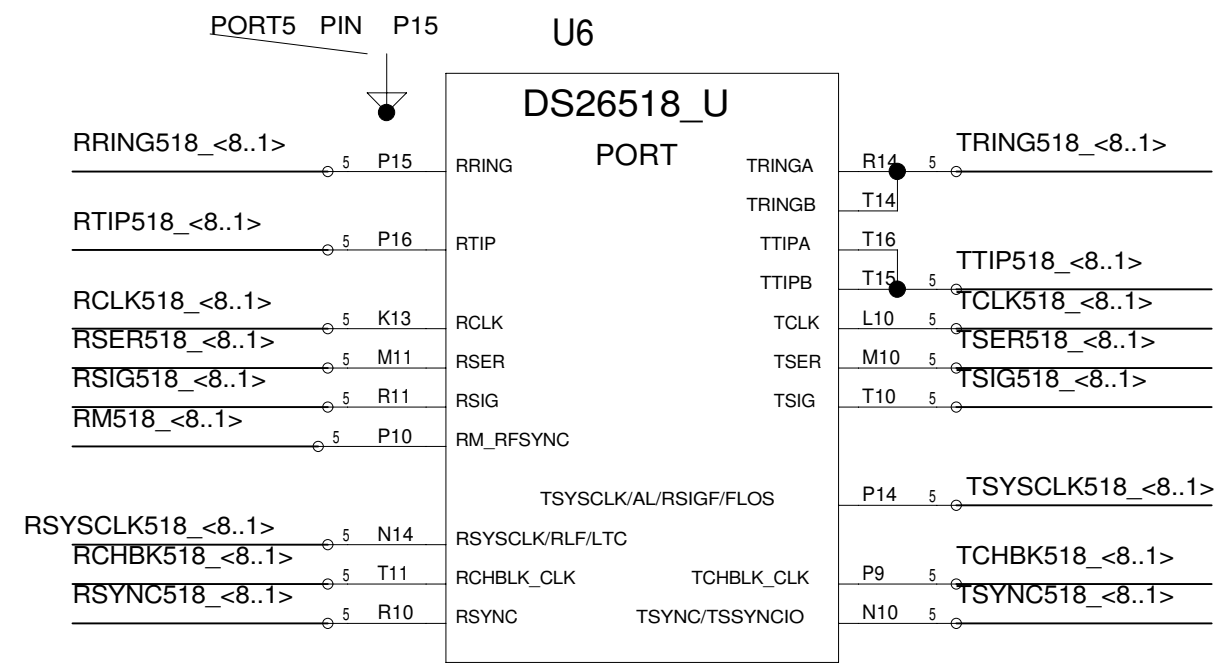 PORT5 PIN P15
U6
DS26518_U
PORT
RRING518_<8..1> 5 P15 RRING
TRINGA R14 5 TRING518_<8..1>
TRINGB T14
RTIP518_<8..1> 5 P16 RTIP
TTIPA T16
TTIPB T15 5 TTIP518_<8..1>
RCLK518_<8..1> 5 K13 RCLK
TCLK L10 5 TCLK518_<8..1>
RSER518_<8..1> 5 M11 RSER
TSER M10 5 TSER518_<8..1>
RSIG518_<8..1> 5 R11 RSIG
TSIG T10 5 TSIG518_<8..1>
RM518_<8..1> 5 P10 RM_RFSYNC
TSYSCLK/AL/RSIGF/FLOS P14 5 TSYSCLK518_<8..1>
RSYSCLK518_<8..1> 5 N14 RSYSCLK/RLF/LTC
RCHBK518_<8..1> 5 T11 RCHBLK_CLK
TCHBLK_CLK P9 5 TCHBK518_<8..1>
RSYNC518_<8..1> 5 R10 RSYNC
TSYNC/TSSYNCIO N10 5 TSYNC518_<8..1>